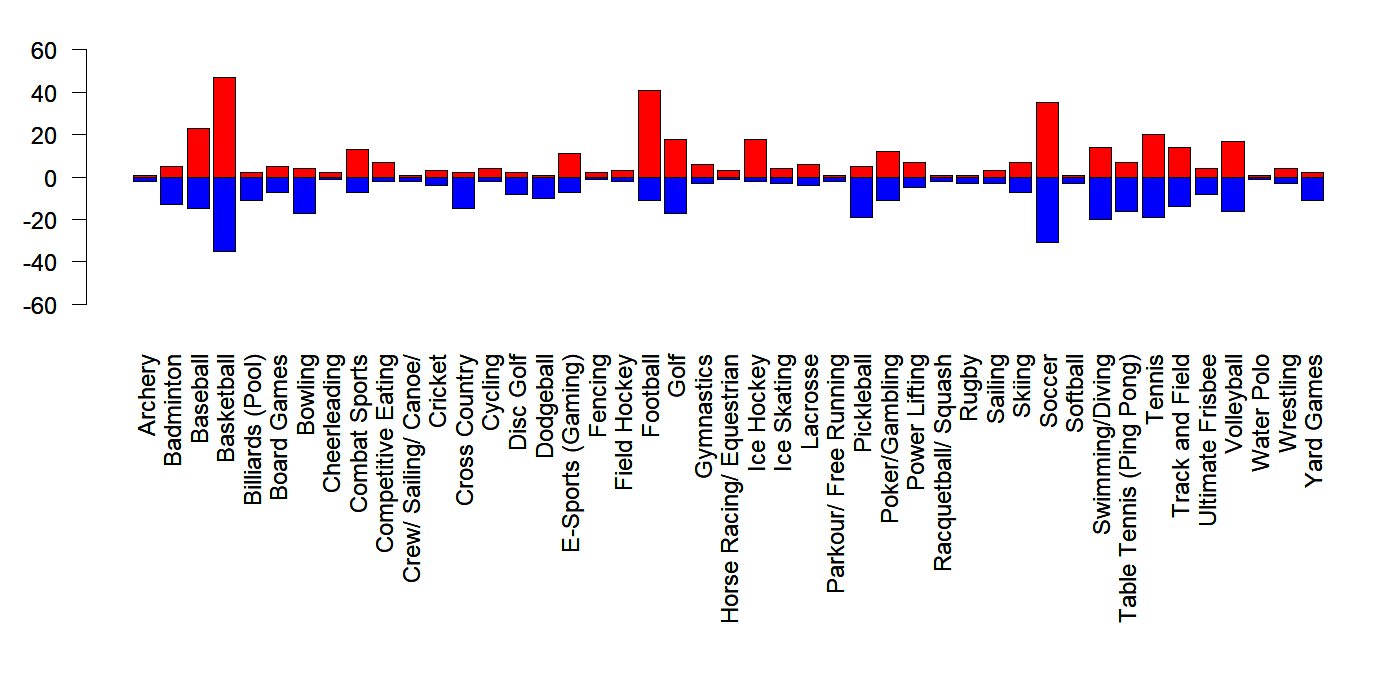 60
40
20
0
-20
-40
-60
Archery
Badminton
Baseball
Basketball
Billiards (Pool)
Board Games
Bowling
Cheerleading
Combat Sports
Competitive Eating
Crew/ Sailing/ Canoe/
Cricket
Cross Country
Cycling
Disc Golf
Dodgeball
E-Sports (Gaming)
Fencing
Field Hockey
Football
Golf
Gymnastics
Horse Racing/ Equestrian
Ice Hockey
Ice Skating
Lacrosse
Parkour/ Free Running
Pickleball
Poker/Gambling
Power Lifting
Racquetball/ Squash
Rugby
Sailing
Skiing
Soccer
Softball
Swimming/Diving
Table Tennis (Ping Pong)
Tennis
Track and Field
Ultimate Frisbee
Volleyball
Water Polo
Wrestling
Yard Games